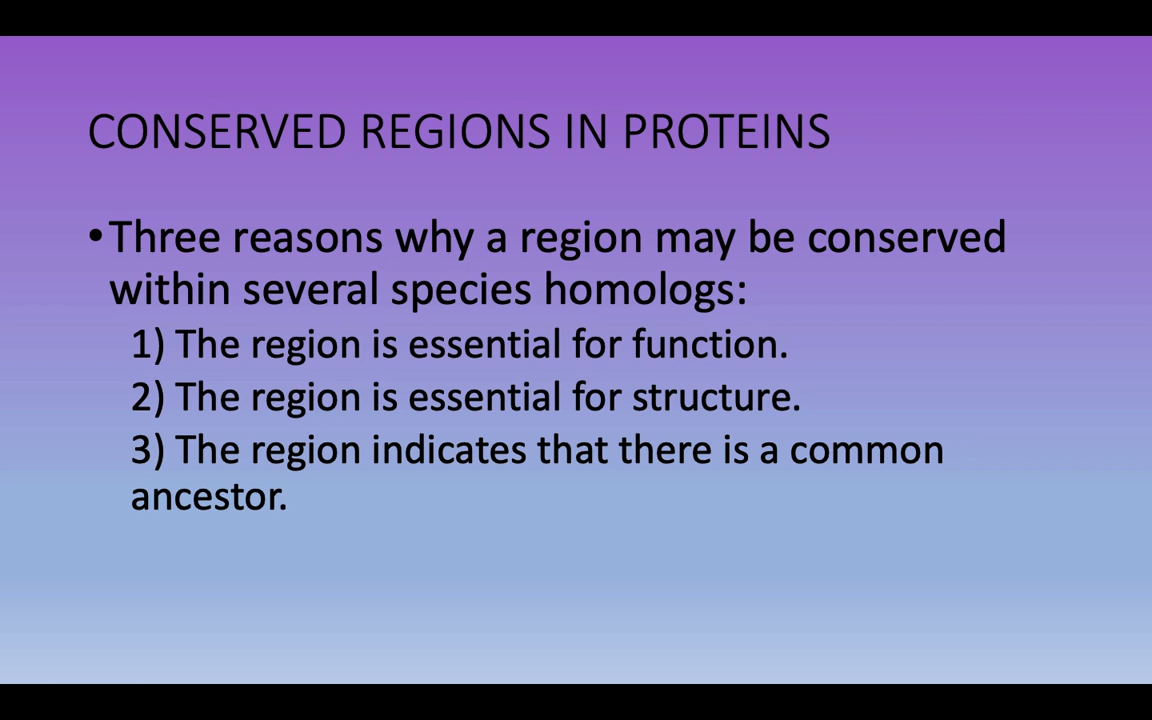 CONSERVED REGIONS IN PROTEINS
•Three reasons why a region may be conserved
within several species homologs:
1) The region is essential for function.
2) The region is essential for structure.
3) The region indicates that there is a common
ancestor.